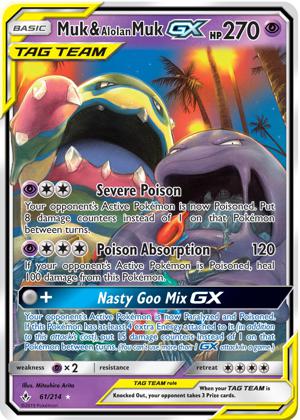 BASIC
Muk & Alolan Muk GX HP 270
TAG TEAM
Severe Poison
Your opponent's Active Pokémon is now Poisoned. Put
8 damage counters instead of 1 on that Pokémon
between turns.
Poison Absorption 120
If your opponent's Active Pokémon is Poisoned, heal
100 damage from this Pokémon.
+ Nasty Goo Mix GX
Your opponent's Active Pokémon is now Paralyzed and Poisoned.
If this Pokémon has at least 4 extra Energy attached to it (in addition
to this attack's cost), put 15 damage counters instead of 1 on that
Pokémon between turns. (You can't use more than 1 GX attack in a game.)
weakness ×2 resistance
retreat
TAG TEAM rule
When your TAG TEAM is
Knocked Out, your opponent takes 3 Prize cards.
Illus. Mitsuhiro Arita
61/214